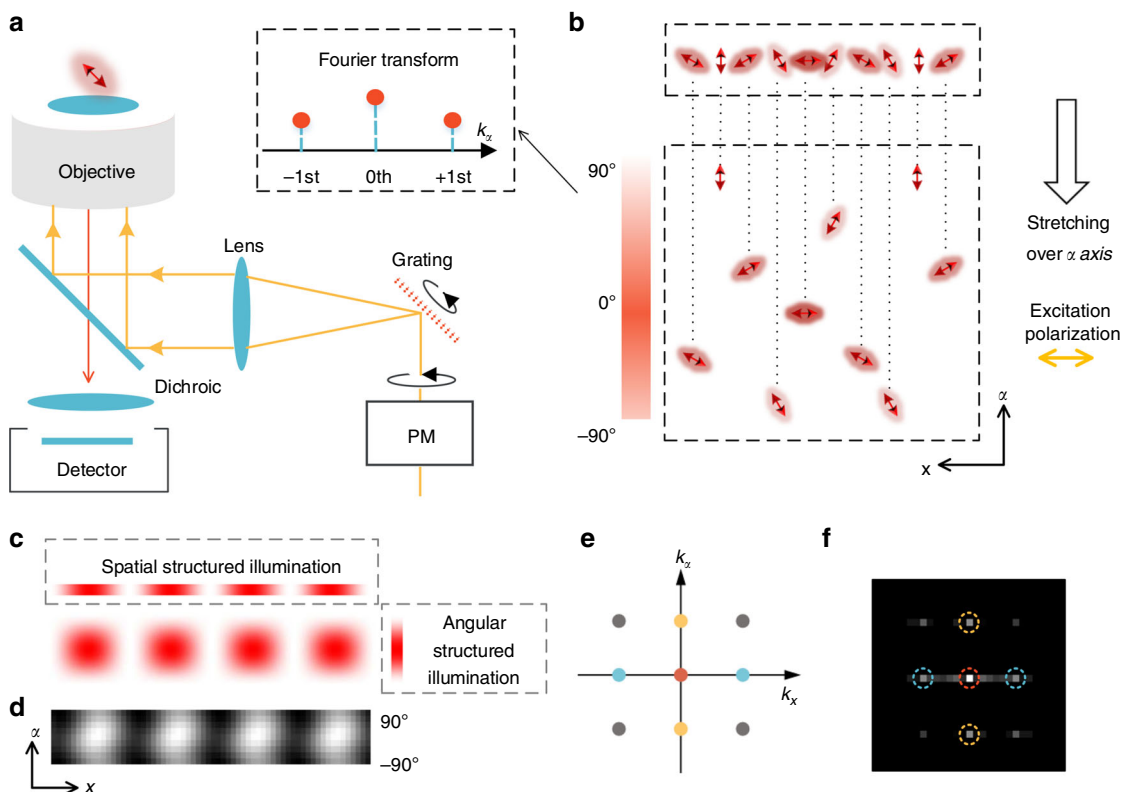 a
Fourier transform
kα
−1st
0th
+1st
Objective
Lens
Grating
Dichroic
PM
Detector
b
90°
0°
−90°
Stretching
over α axis
Excitation
polarization
α
x
c
Spatial structured illumination
Angular
structured
illumination
d
α
90°
−90°
x
e
kα
kx
f